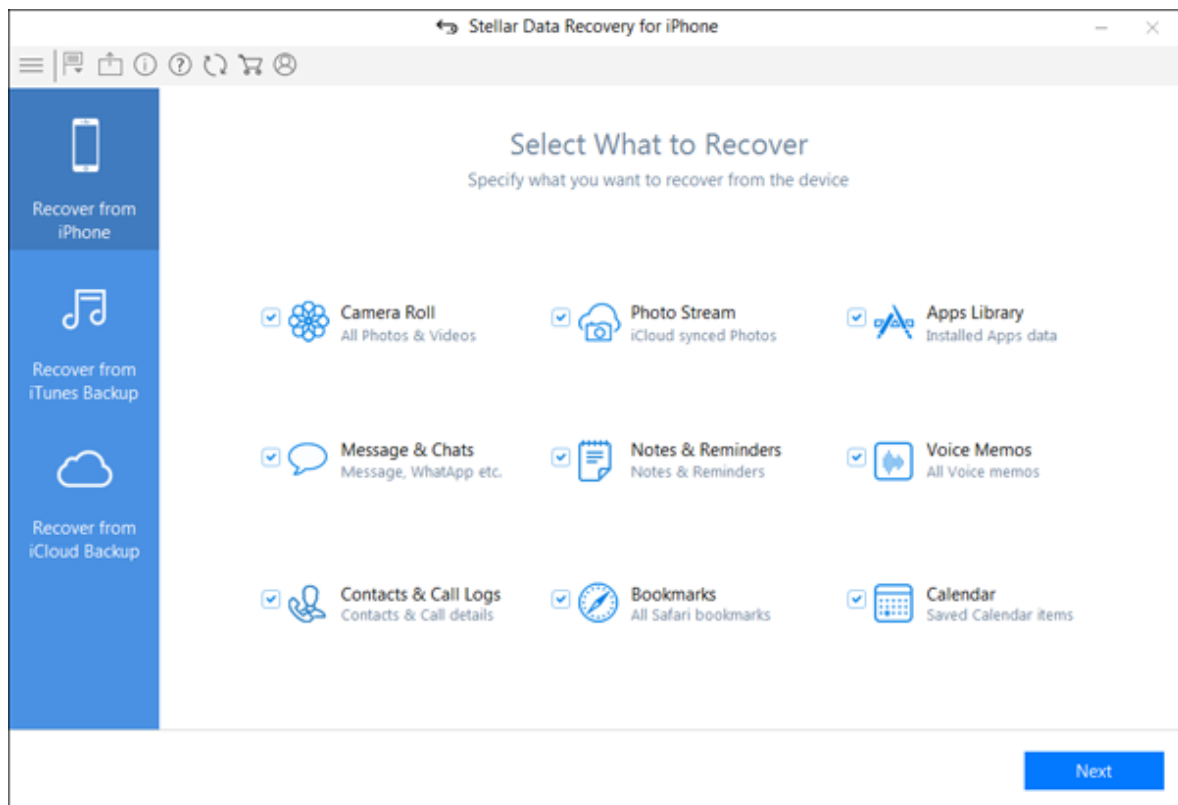 Stellar Data Recovery for iPhone
Recover from
iPhone
Recover from
iTunes Backup
Recover from
iCloud Backup
Select What to Recover
Specify what you want to recover from the device
Camera Roll
All Photos & Videos
Photo Stream
iCloud synced Photos
Apps Library
Installed Apps data
Message & Chats
Message, WhatApp etc.
Notes & Reminders
Notes & Reminders
Voice Memos
All Voice memos
Contacts & Call Logs
Contacts & Call details
Bookmarks
All Safari bookmarks
Calendar
Saved Calendar items
Next